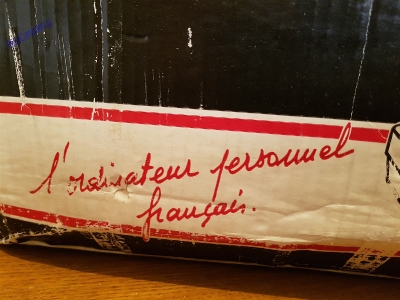 l'ordinateur personnel
français.